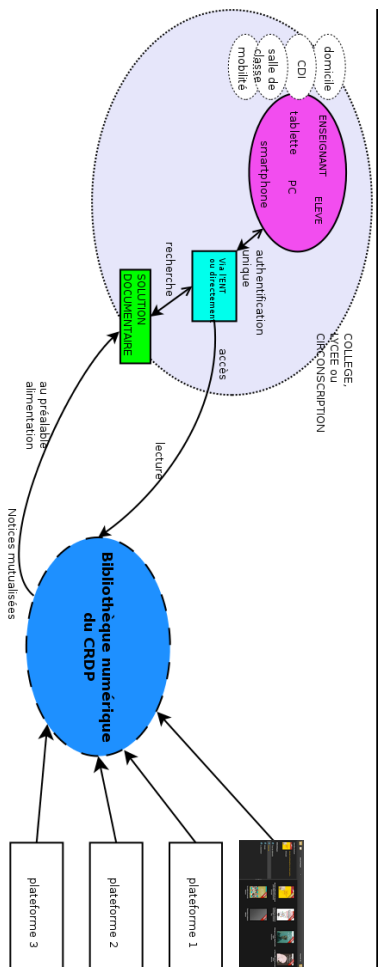 COLLEGE,
LYCEE ou
CIRCONSCRIPTION
domicile
CDI
salle de
classe
mobilité
ENSEIGNANT
ELEVE
tablette
PC
smartphone
authentification
unique
Via l'ENT
ou directement
recherche
SOLUTION
DOCUMENTAIRE
accès
lecture
au préalable
alimentation
Notices mutualisées
Bibliothèque numérique
du CRDP
plateforme 1
plateforme 2
plateforme 3